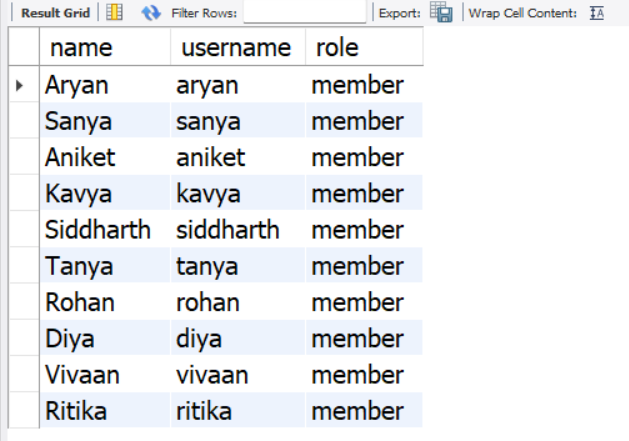 Result Grid Filter Rows: Export: Wrap Cell Content: IA
name username role
Aryan aryan member
Sanya sanya member
Aniket aniket member
Kavya kavya member
Siddharth siddharth member
Tanya tanya member
Rohan rohan member
Diya diya member
Vivaan vivaan member
Ritika ritika member